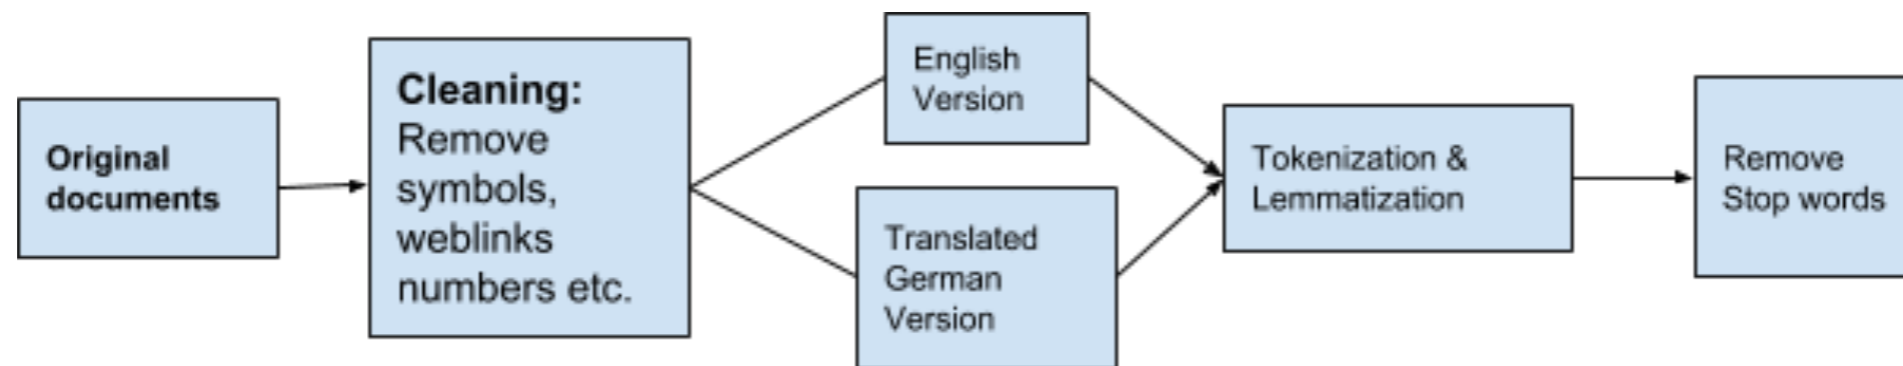 Original
documents
Cleaning:
Remove
symbols,
weblinks
numbers etc.
English
Version
Translated
German
Version
Tokenization &
Lemmatization
Remove
Stop words